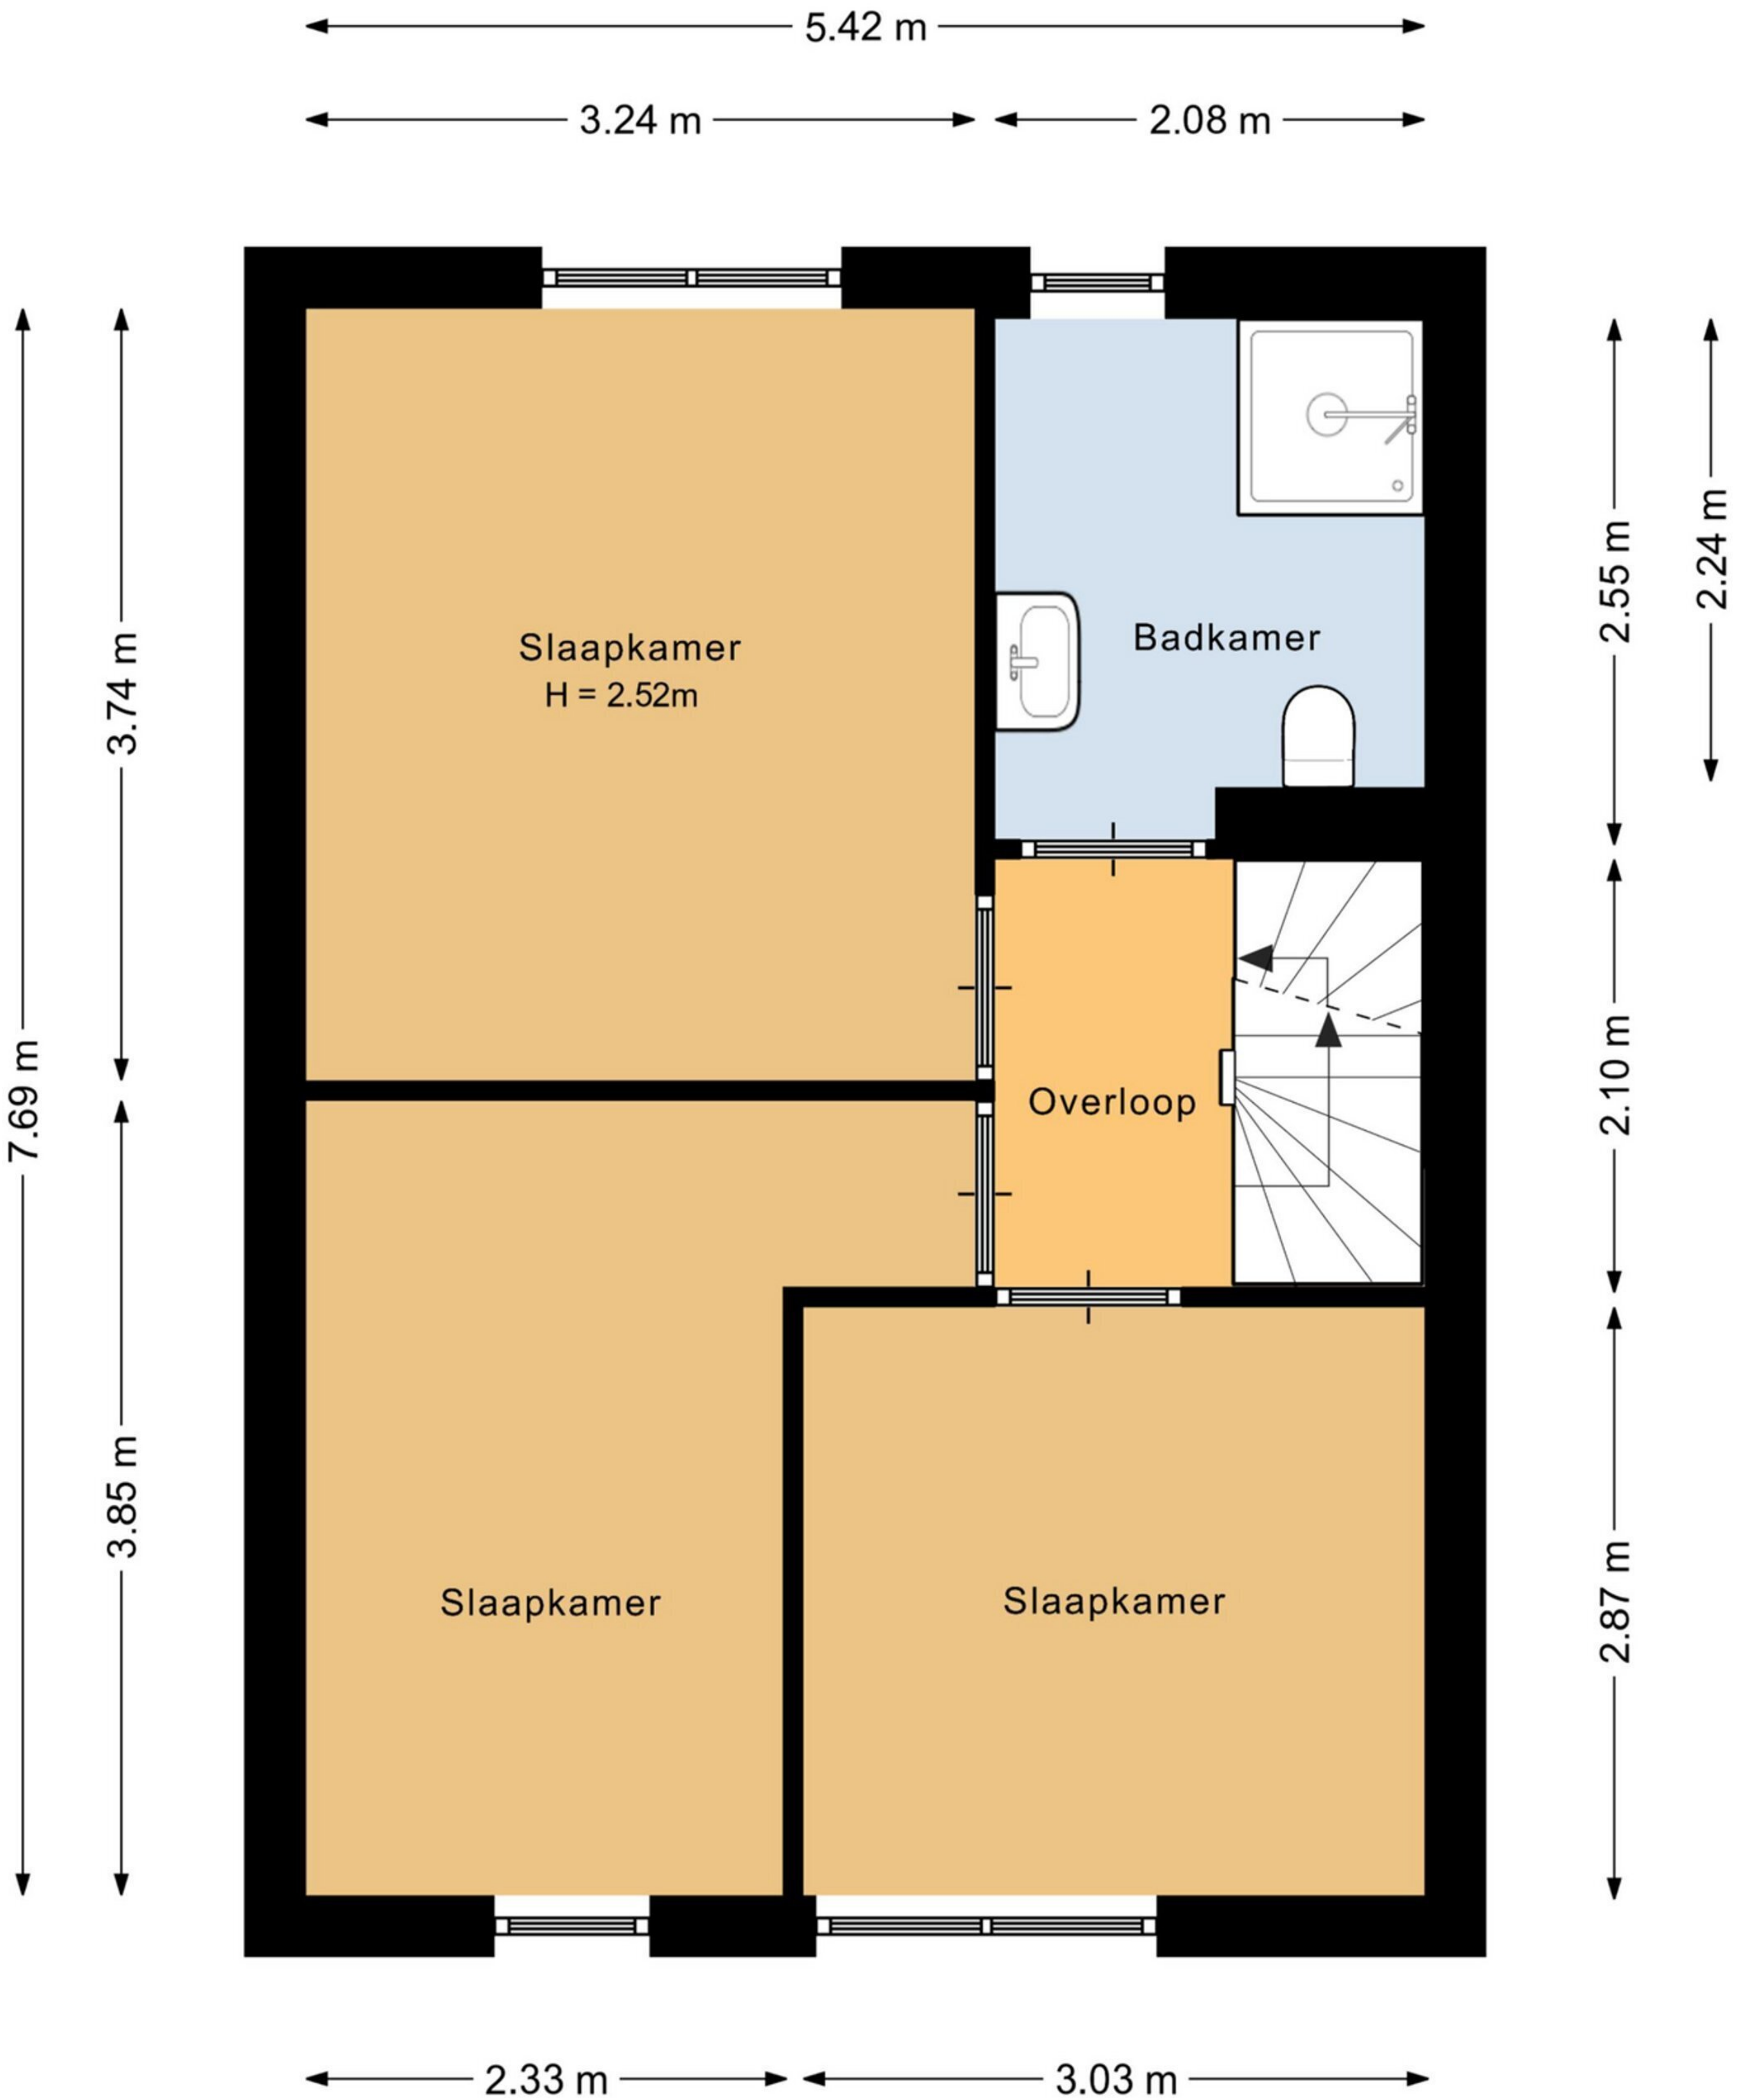 5.42 m
3.24 m
2.08 m
Slaapkamer
H = 2.52m
Badkamer
2.55 m
2.24 m
3.74 m
7.69 m
Overloop
2.10 m
3.85 m
Slaapkamer
Slaapkamer
2.87 m
2.33 m
3.03 m